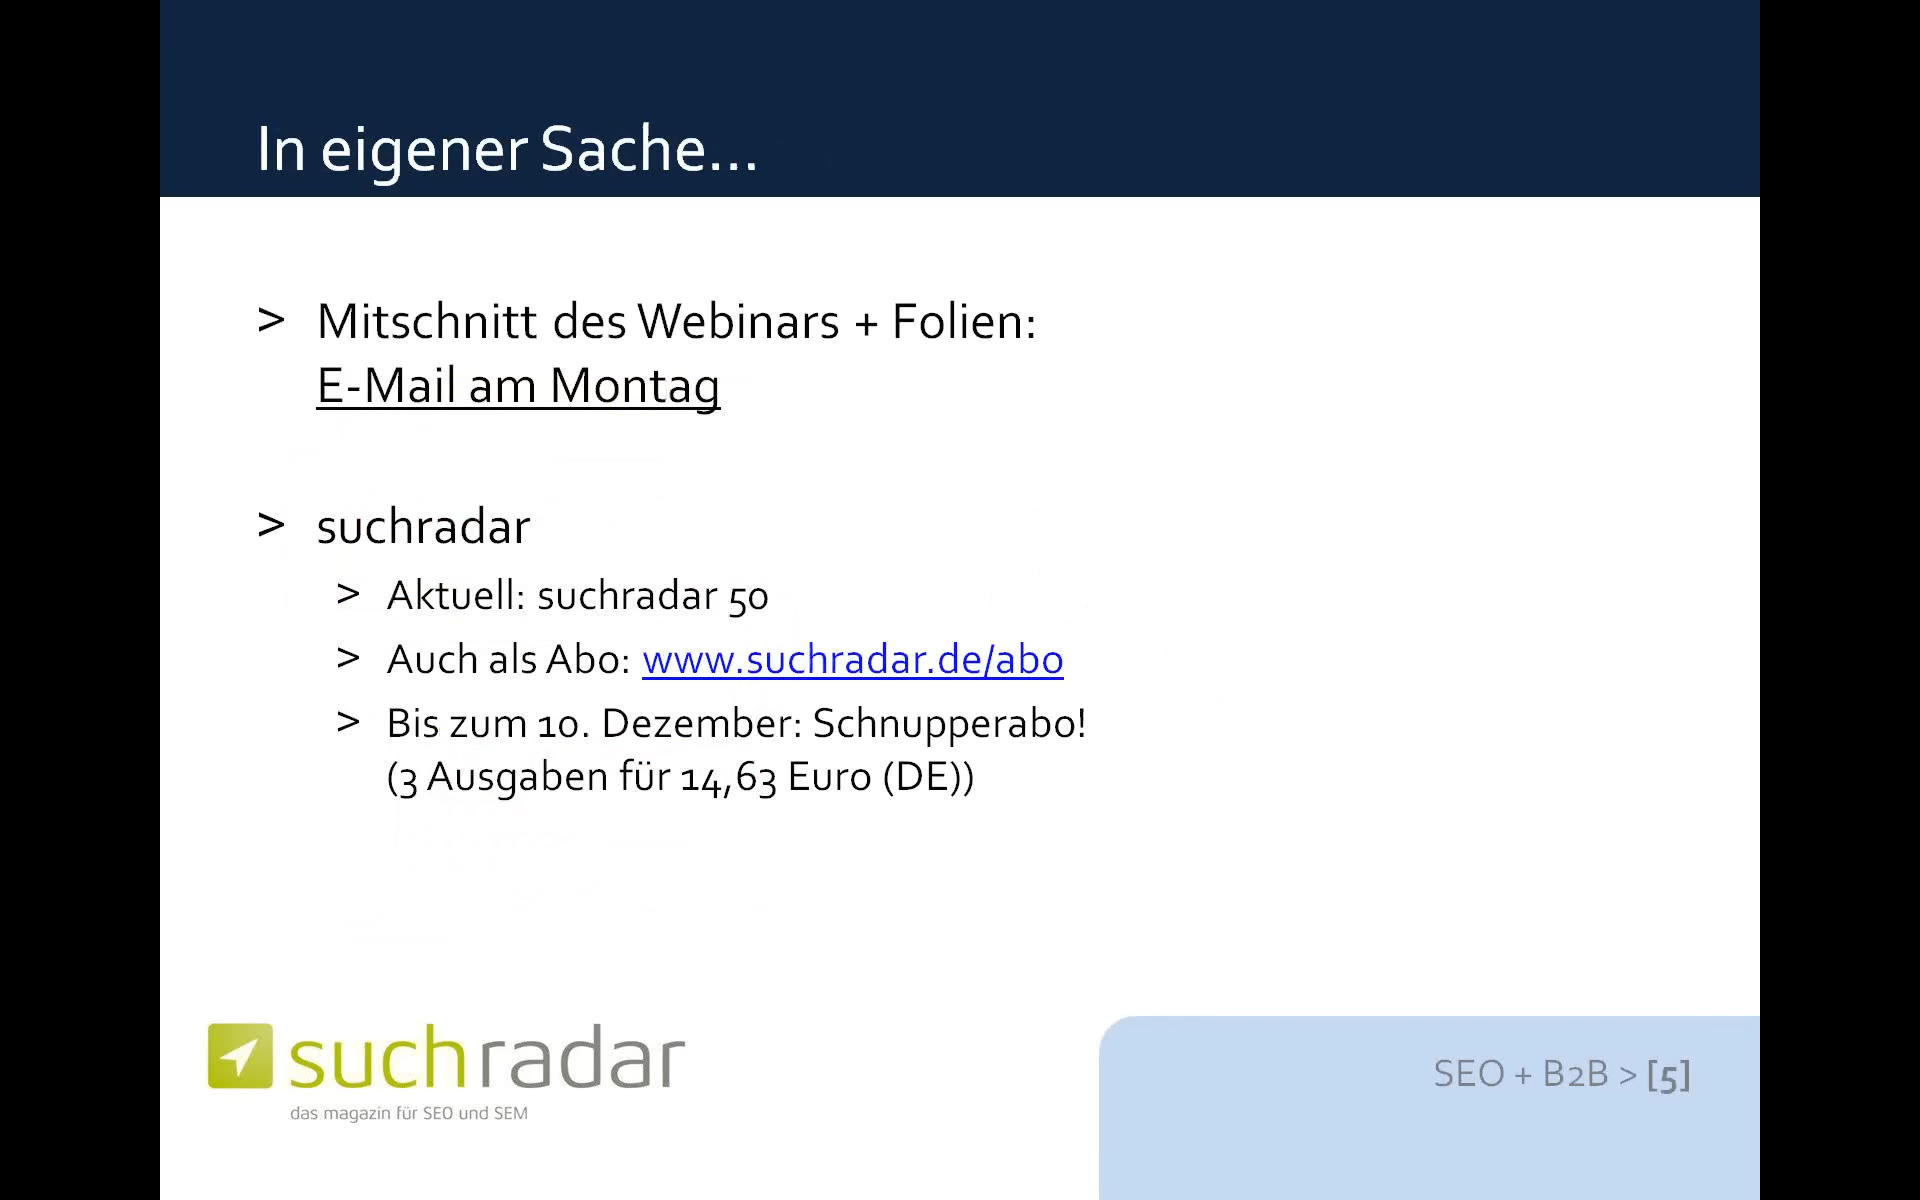 In eigener Sache...
> Mitschnitt des Webinars + Folien:
E-Mail am Montag
> suchradar
> Aktuell: suchradar 50
> Auch als Abo: www.suchradar.de/abo
> Bis zum 10. Dezember: Schnupperabo!
(3 Ausgaben für 14,63 Euro (DE))
suchradar
das magazin für SEO und SEM
SEO + B2B > [5]